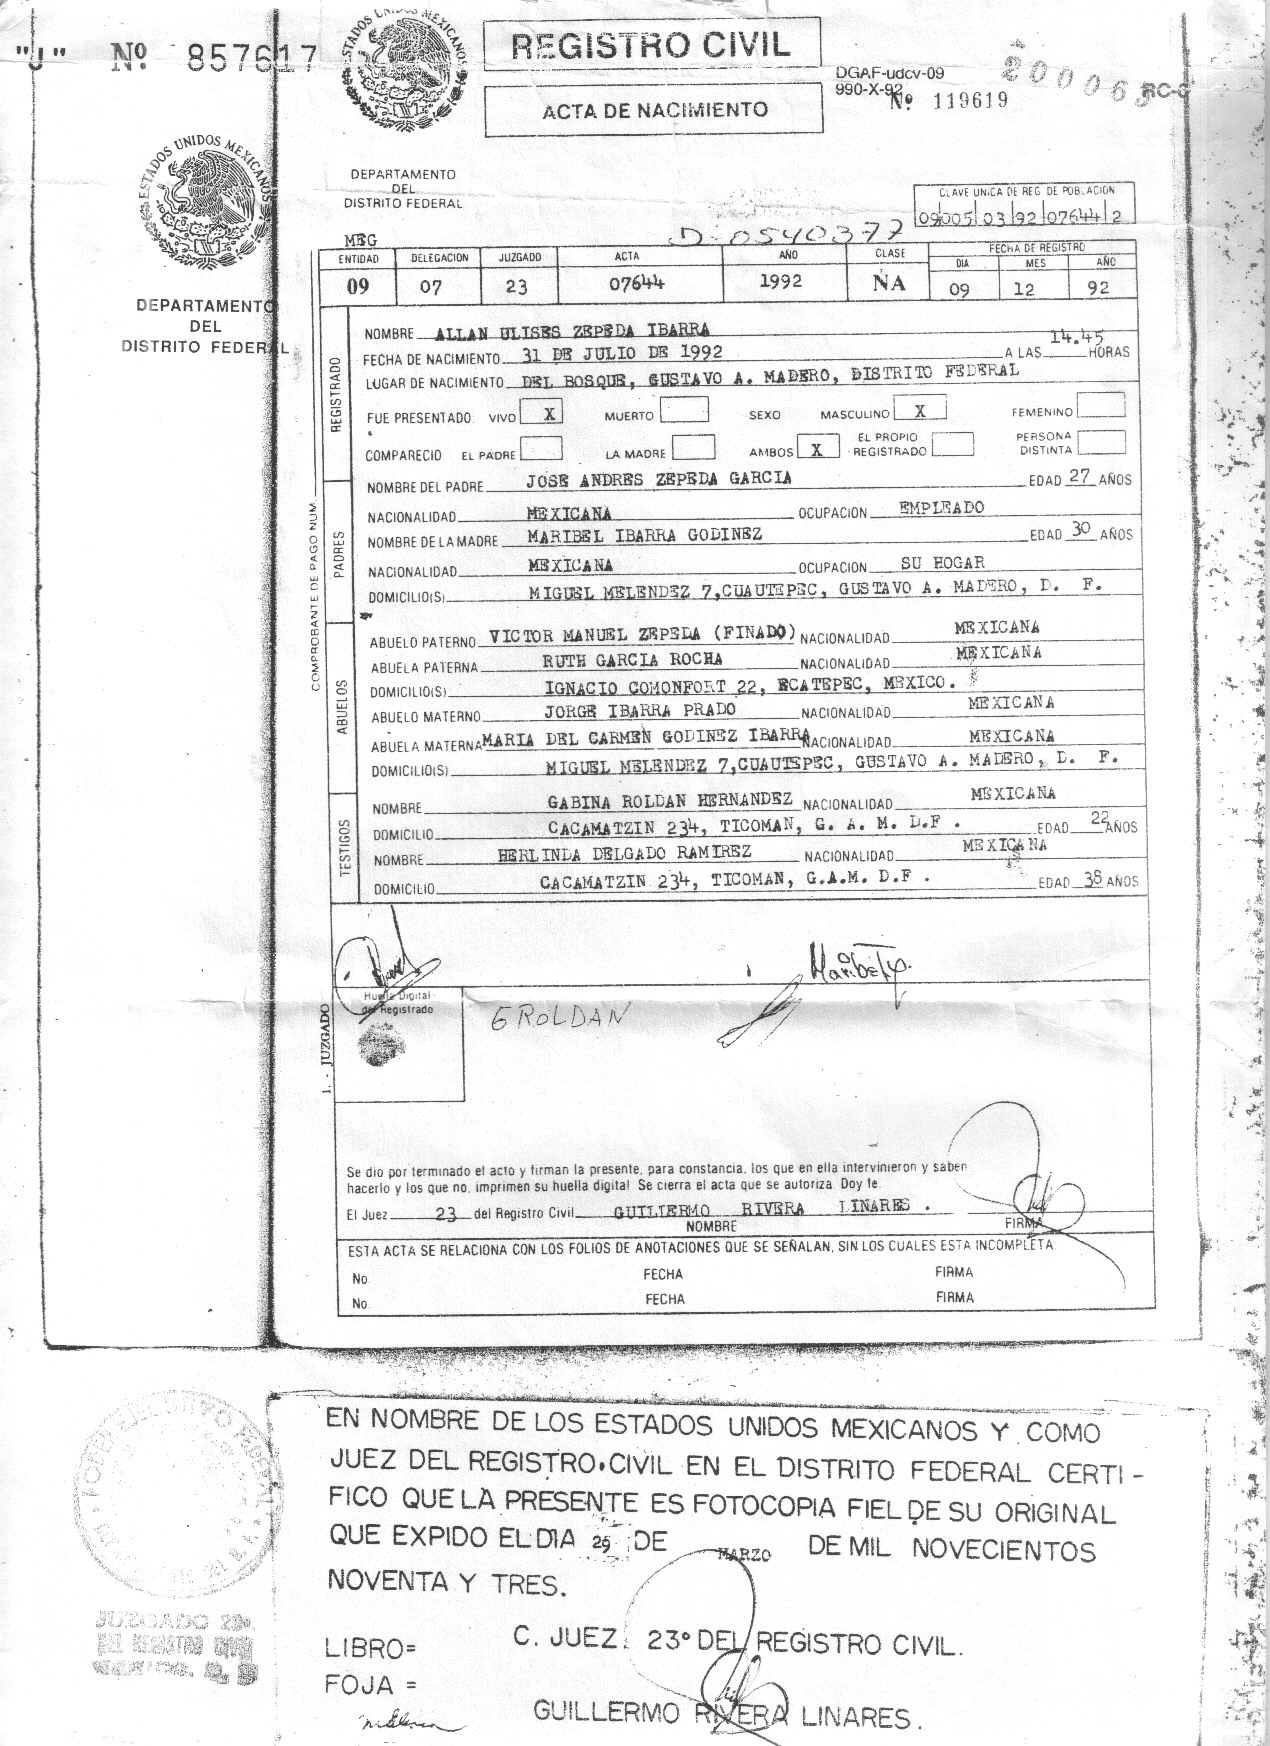 "J" Nº 857617
ESTADOS UNIDOS MEXICANOS
REGISTRO CIVIL
ACTA DE NACIMIENTO
DGAF-udcv-09
990-X-92
Nº 119619
RC-
ESTADOS UNIDOS MEXICANOS
DEPARTAMENTO
DEL
DISTRITO FEDERAL
DEPARTAMENTO
DEL
DISTRITO FEDERAL
CLAVE UNICA DE REG DE POBLACION
09005 03 92 07644 2
D-0540377
MEG
ENTIDAD DELEGACION JUZGADO ACTA AÑO CLASE FECHA DE REGISTRO
DIA MES AÑO
09 07 23 07644 1992 NA 09 12 92
COMPROBANTE DE PAGO NUM.
REGISTRADO
NOMBRE ALLAN ULISES ZEPEDA IBARRA
FECHA DE NACIMIENTO 31 DE JULIO DE 1992 A LAS 14.45 HORAS
LUGAR DE NACIMIENTO DEL BOSQUE, GUSTAVO A. MADERO, DISTRITO FEDERAL
FUE PRESENTADO: VIVO X MUERTO SEXO MASCULINO X FEMENINO
COMPARECIO EL PADRE LA MADRE AMBOS X EL PROPIO REGISTRADO PERSONA DISTINTA
PADRES
NOMBRE DEL PADRE JOSE ANDRES ZEPEDA GARCIA EDAD 27 AÑOS
NACIONALIDAD MEXICANA OCUPACION EMPLEADO
NOMBRE DE LA MADRE MARIBEL IBARRA GODINEZ EDAD 30 AÑOS
NACIONALIDAD MEXICANA OCUPACION SU HOGAR
DOMICILIO(S) MIGUEL MELENDEZ 7,CUAUTEPEC, GUSTAVO A. MADERO, D. F.
ABUELOS
ABUELO PATERNO VICTOR MANUEL ZEPEDA (FINADO) NACIONALIDAD MEXICANA
ABUELA PATERNA RUTH GARCIA ROCHA NACIONALIDAD MEXICANA
DOMICILIO(S) IGNACIO COMONFORT 22, ECATEPEC, MEXICO.
ABUELO MATERNO JORGE IBARRA PRADO NACIONALIDAD MEXICANA
ABUELA MATERNA MARIA DEL CARMEN GODINEZ IBARRA NACIONALIDAD MEXICANA
DOMICILIO(S) MIGUEL MELENDEZ 7,CUAUTEPEC, GUSTAVO A. MADERO, D. F.
TESTIGOS
NOMBRE GABINA ROLDAN HERNANDEZ NACIONALIDAD MEXICANA
DOMICILIO CACAMATZIN 234, TICOMAN, G. A. M. D.F . EDAD 22 AÑOS
NOMBRE HERLINDA DELGADO RAMIREZ NACIONALIDAD MEXICANA
DOMICILIO CACAMATZIN 234, TICOMAN, G.A.M. D.F . EDAD 38 AÑOS
1. - JUZGADO
Huella Digital
del Registrado
G ROLDAN
Se dio por terminado el acto y firman la presente, para constancia, los que en ella intervinieron y saben
hacerlo y los que no, imprimen su huella digital. Se cierra el acta que se autoriza. Doy fe.
El Juez 23 del Registro Civil GUILLERMO RIVERA LINARES .
NOMBRE FIRMA
ESTA ACTA SE RELACIONA CON LOS FOLIOS DE ANOTACIONES QUE SE SEÑALAN, SIN LOS CUALES ESTA INCOMPLETA
No. FECHA FIRMA
No. FECHA FIRMA
EN NOMBRE DE LOS ESTADOS UNIDOS MEXICANOS Y COMO
JUEZ DEL REGISTRO CIVIL EN EL DISTRITO FEDERAL CERTI -
FICO QUE LA PRESENTE ES FOTOCOPIA FIEL DE SU ORIGINAL
QUE EXPIDO EL DIA 25 DE MARZO DE MIL NOVECIENTOS
NOVENTA Y TRES.
JUZGADO 23o.
DEL REGISTRO CIVIL
LIBRO=
C. JUEZ. 23º DEL REGISTRO CIVIL.
FOJA =
GUILLERMO RIVERA LINARES.